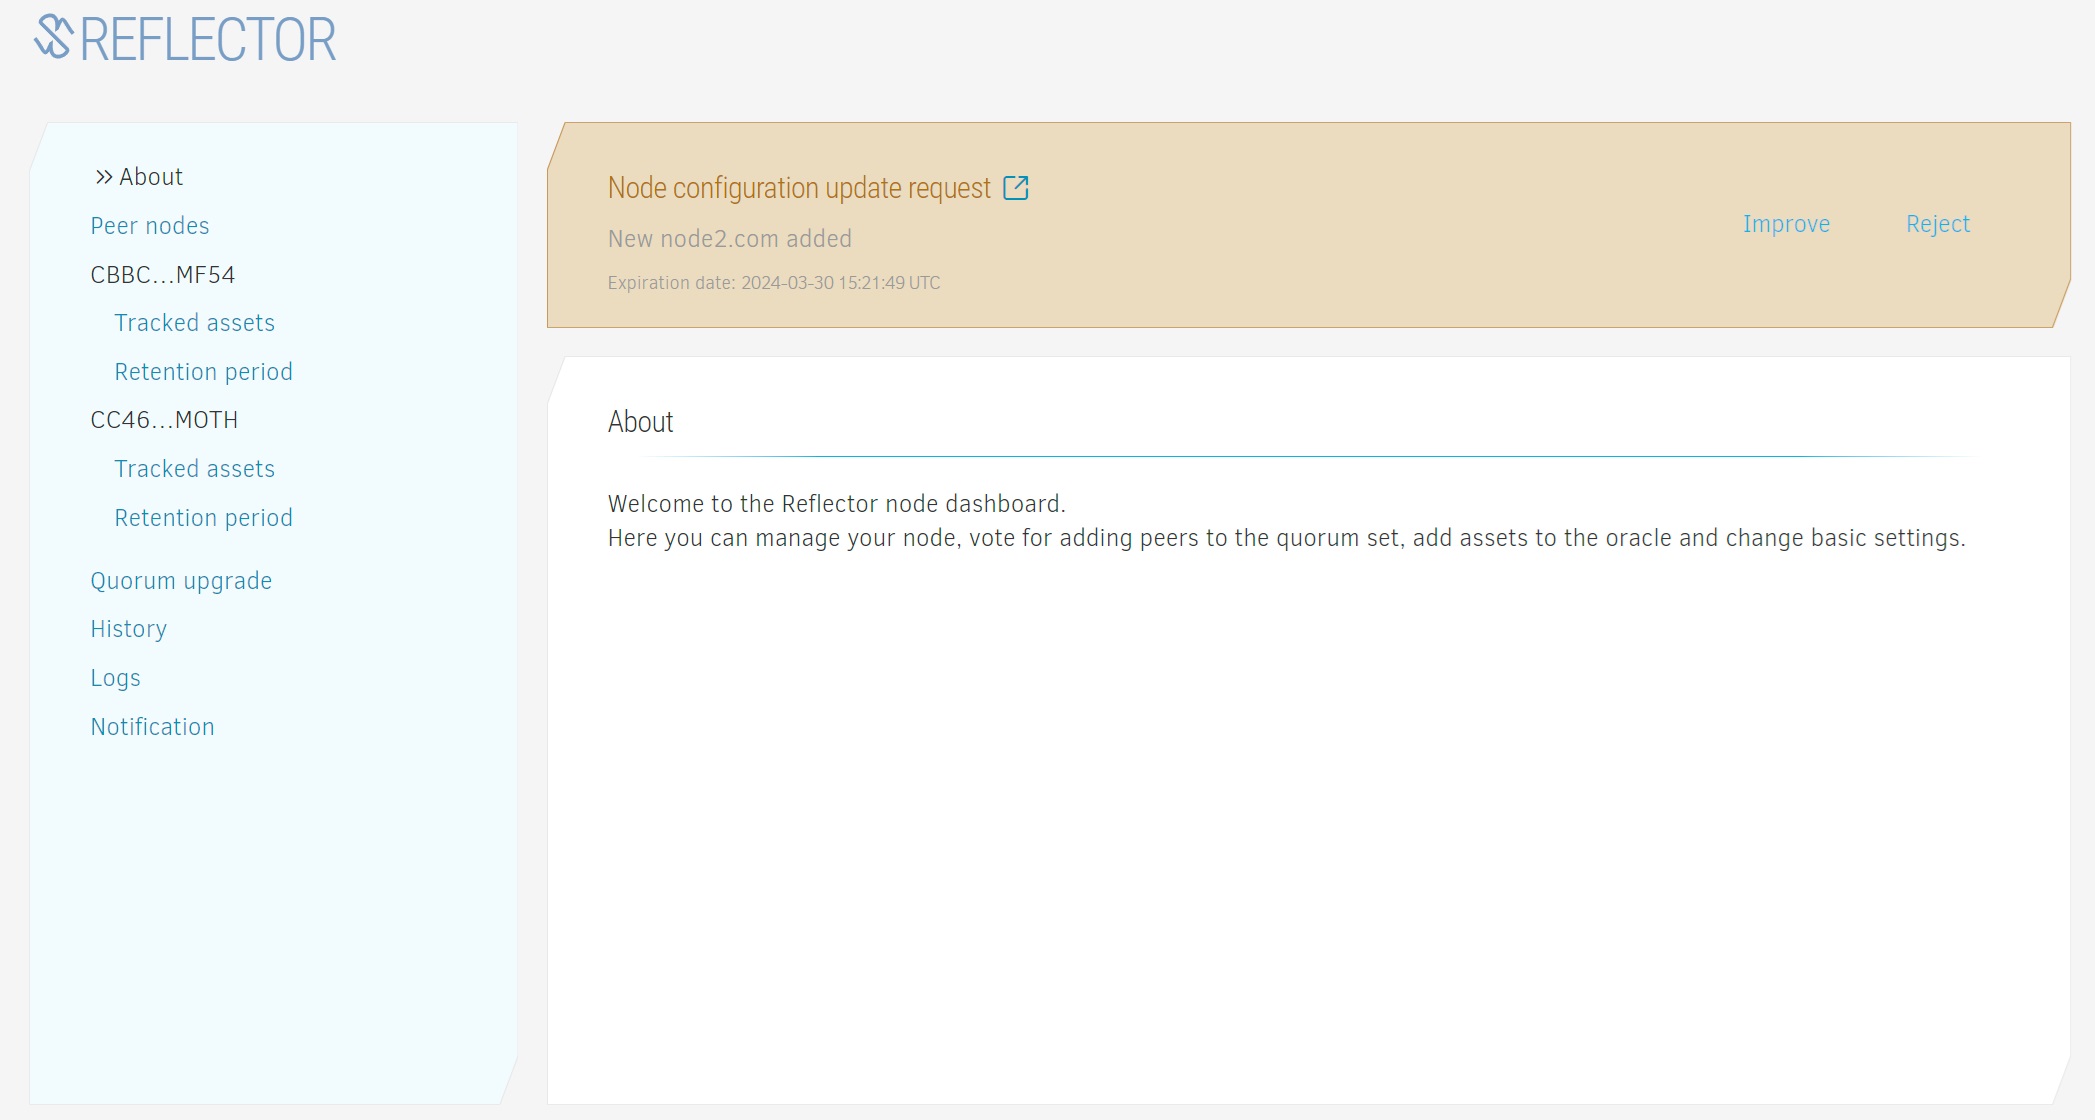 REFLECTOR
>> About
Peer nodes
CBBC...MF54
Tracked assets
Retention period
CC46...MOTH
Tracked assets
Retention period
Quorum upgrade
History
Logs
Notification
Node configuration update request
New node2.com added
Expiration date: 2024-03-30 15:21:49 UTC
Improve
Reject
About
Welcome to the Reflector node dashboard.
Here you can manage your node, vote for adding peers to the quorum set, add assets to the oracle and change basic settings.